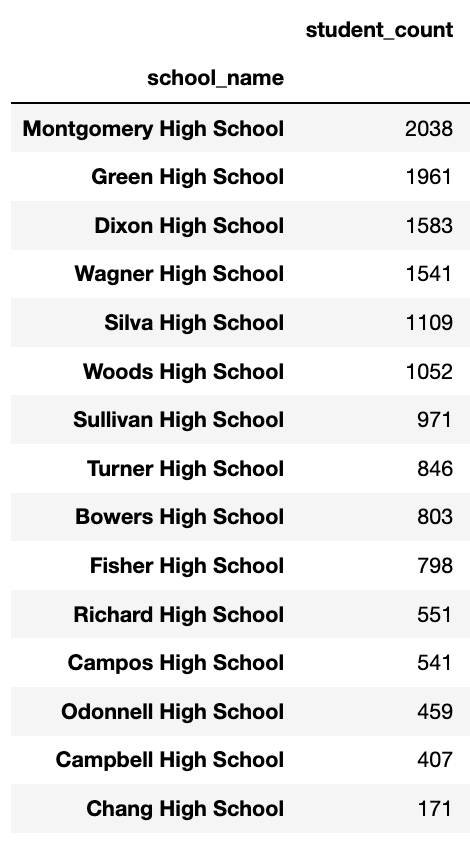 student_count
school_name
Montgomery High School 2038
Green High School 1961
Dixon High School 1583
Wagner High School 1541
Silva High School 1109
Woods High School 1052
Sullivan High School 971
Turner High School 846
Bowers High School 803
Fisher High School 798
Richard High School 551
Campos High School 541
Odonnell High School 459
Campbell High School 407
Chang High School 171